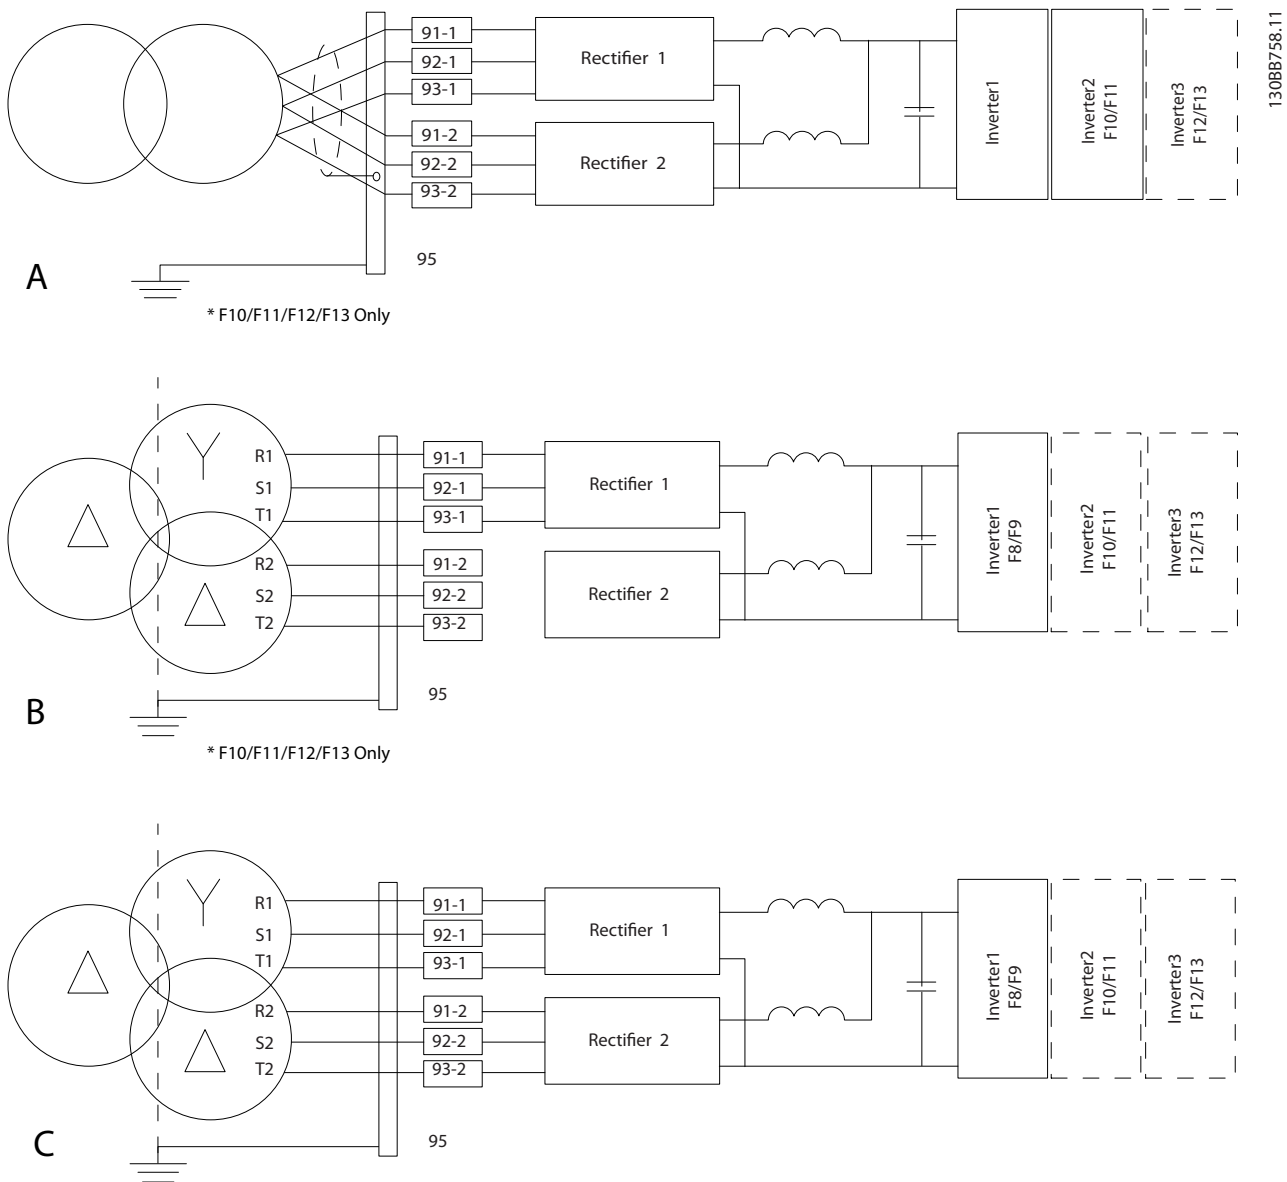 130BB758.11
91-1
92-1
93-1
91-2
92-2
93-2
Rectifier 1
Rectifier 2
Inverter1
Inverter2
F10/F11
Inverter3
F12/F13
95
A
* F10/F11/F12/F13 Only
R1
S1
T1
R2
S2
T2
91-1
92-1
93-1
91-2
92-2
93-2
Rectifier 1
Rectifier 2
Inverter1
F8/F9
Inverter2
F10/F11
Inverter3
F12/F13
95
B
* F10/F11/F12/F13 Only
R1
S1
T1
R2
S2
T2
91-1
92-1
93-1
91-2
92-2
93-2
Rectifier 1
Rectifier 2
Inverter1
F8/F9
Inverter2
F10/F11
Inverter3
F12/F13
95
C